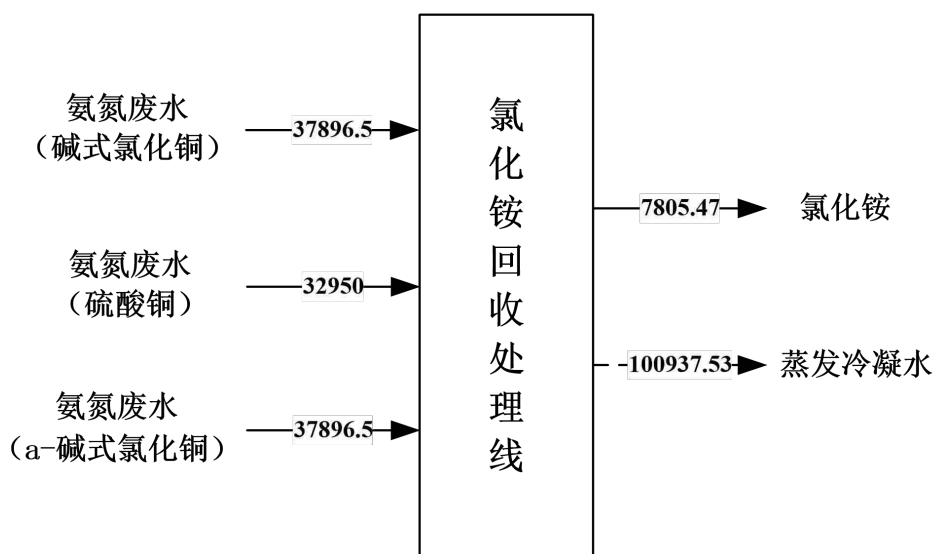 氨氮废水
（碱式氯化铜）
37896.5
氨氮废水
（硫酸铜）
32950
氨氮废水
（a-碱式氯化铜）
37896.5
氯化铵回收处理线
7805.47
氯化铵
100937.53
蒸发冷凝水